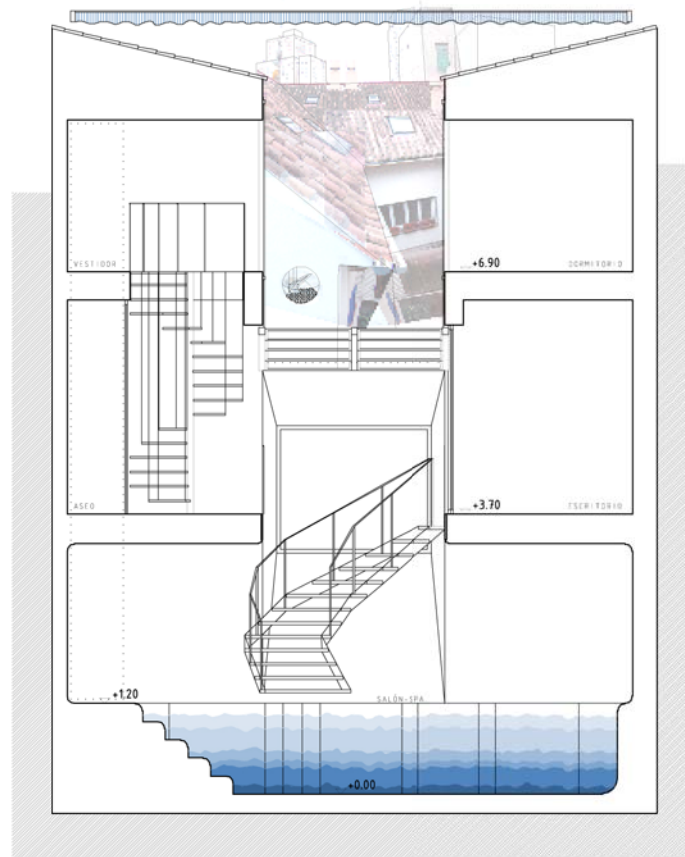 VESTIDOR
+6.90
DORMITORIO
ASEO
+3.70
ESCRITORIO
+1.20
SALÓN-SPA
+0.00